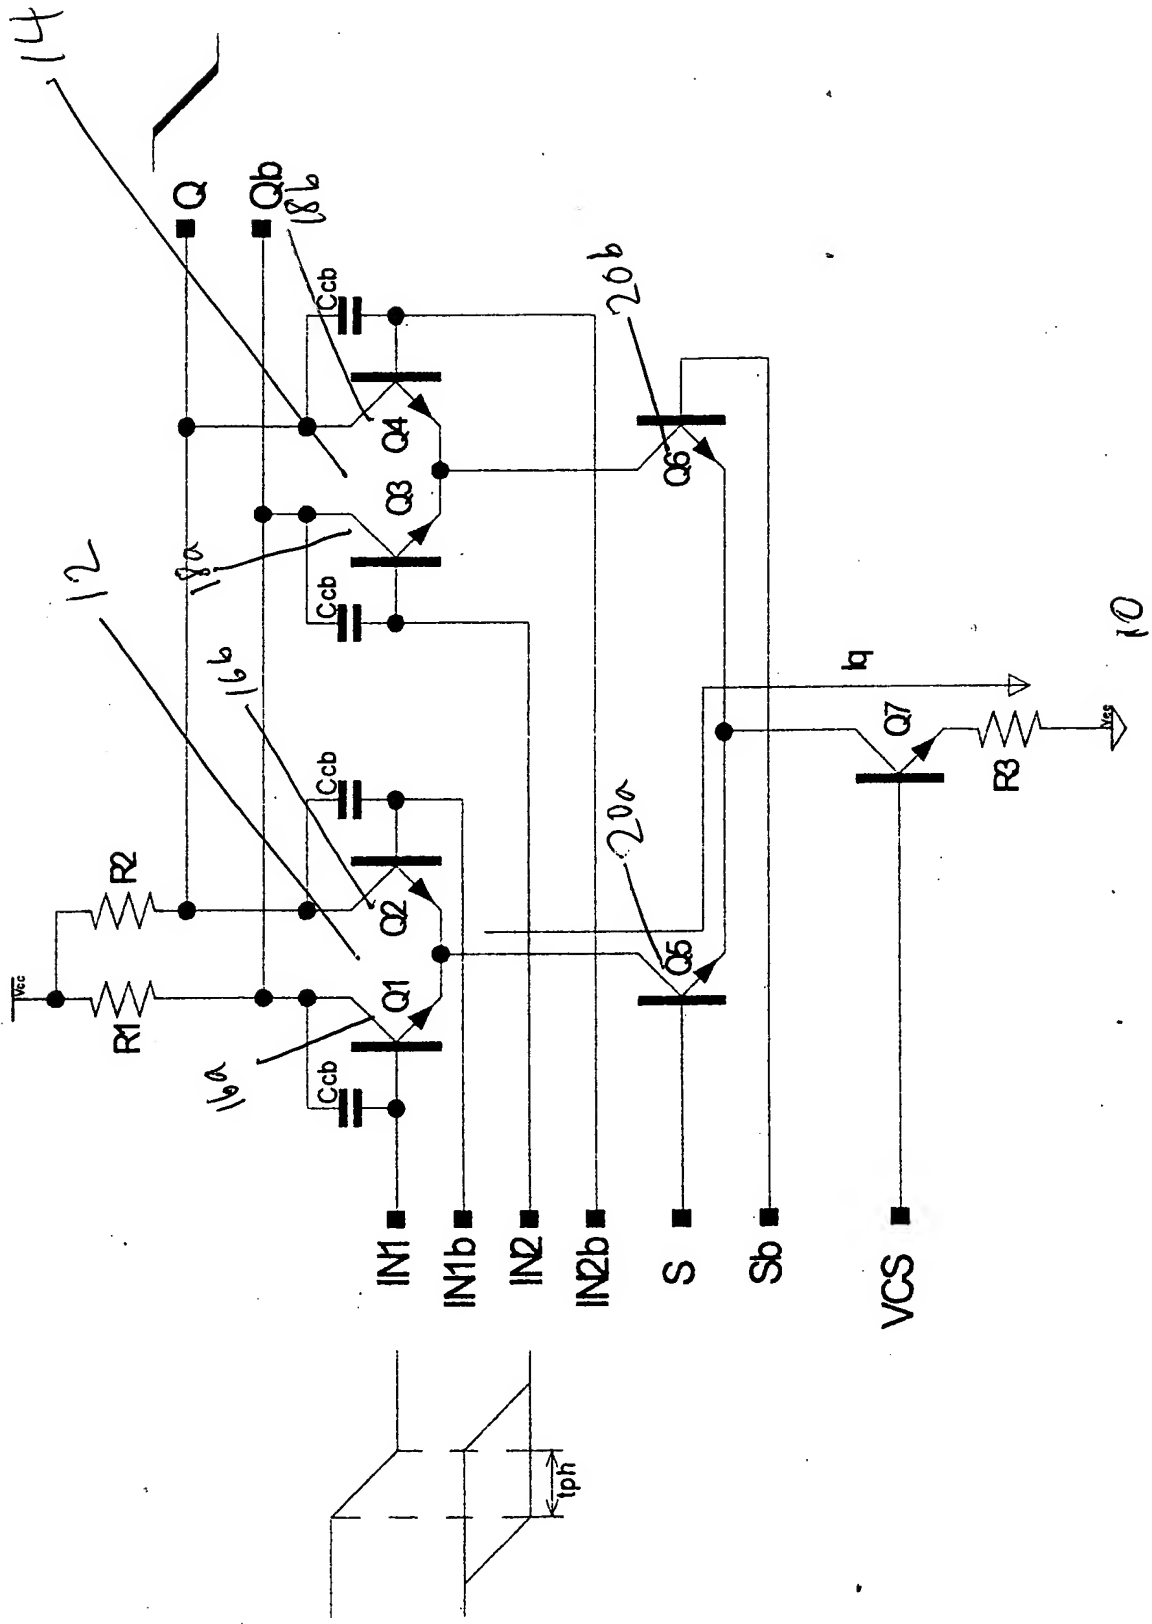 14
Q
Qb
18b
Ccb
20b
Q4
Q3
Q6
12
18a
Ccb
16b
Iq
10
Vcc
R2
R1
Ccb
Q7
R3
Vee
Q2
Q1
20a
Q5
16a
Ccb
IN1
IN1b
IN2
IN2b
S
Sb
VCS
tph